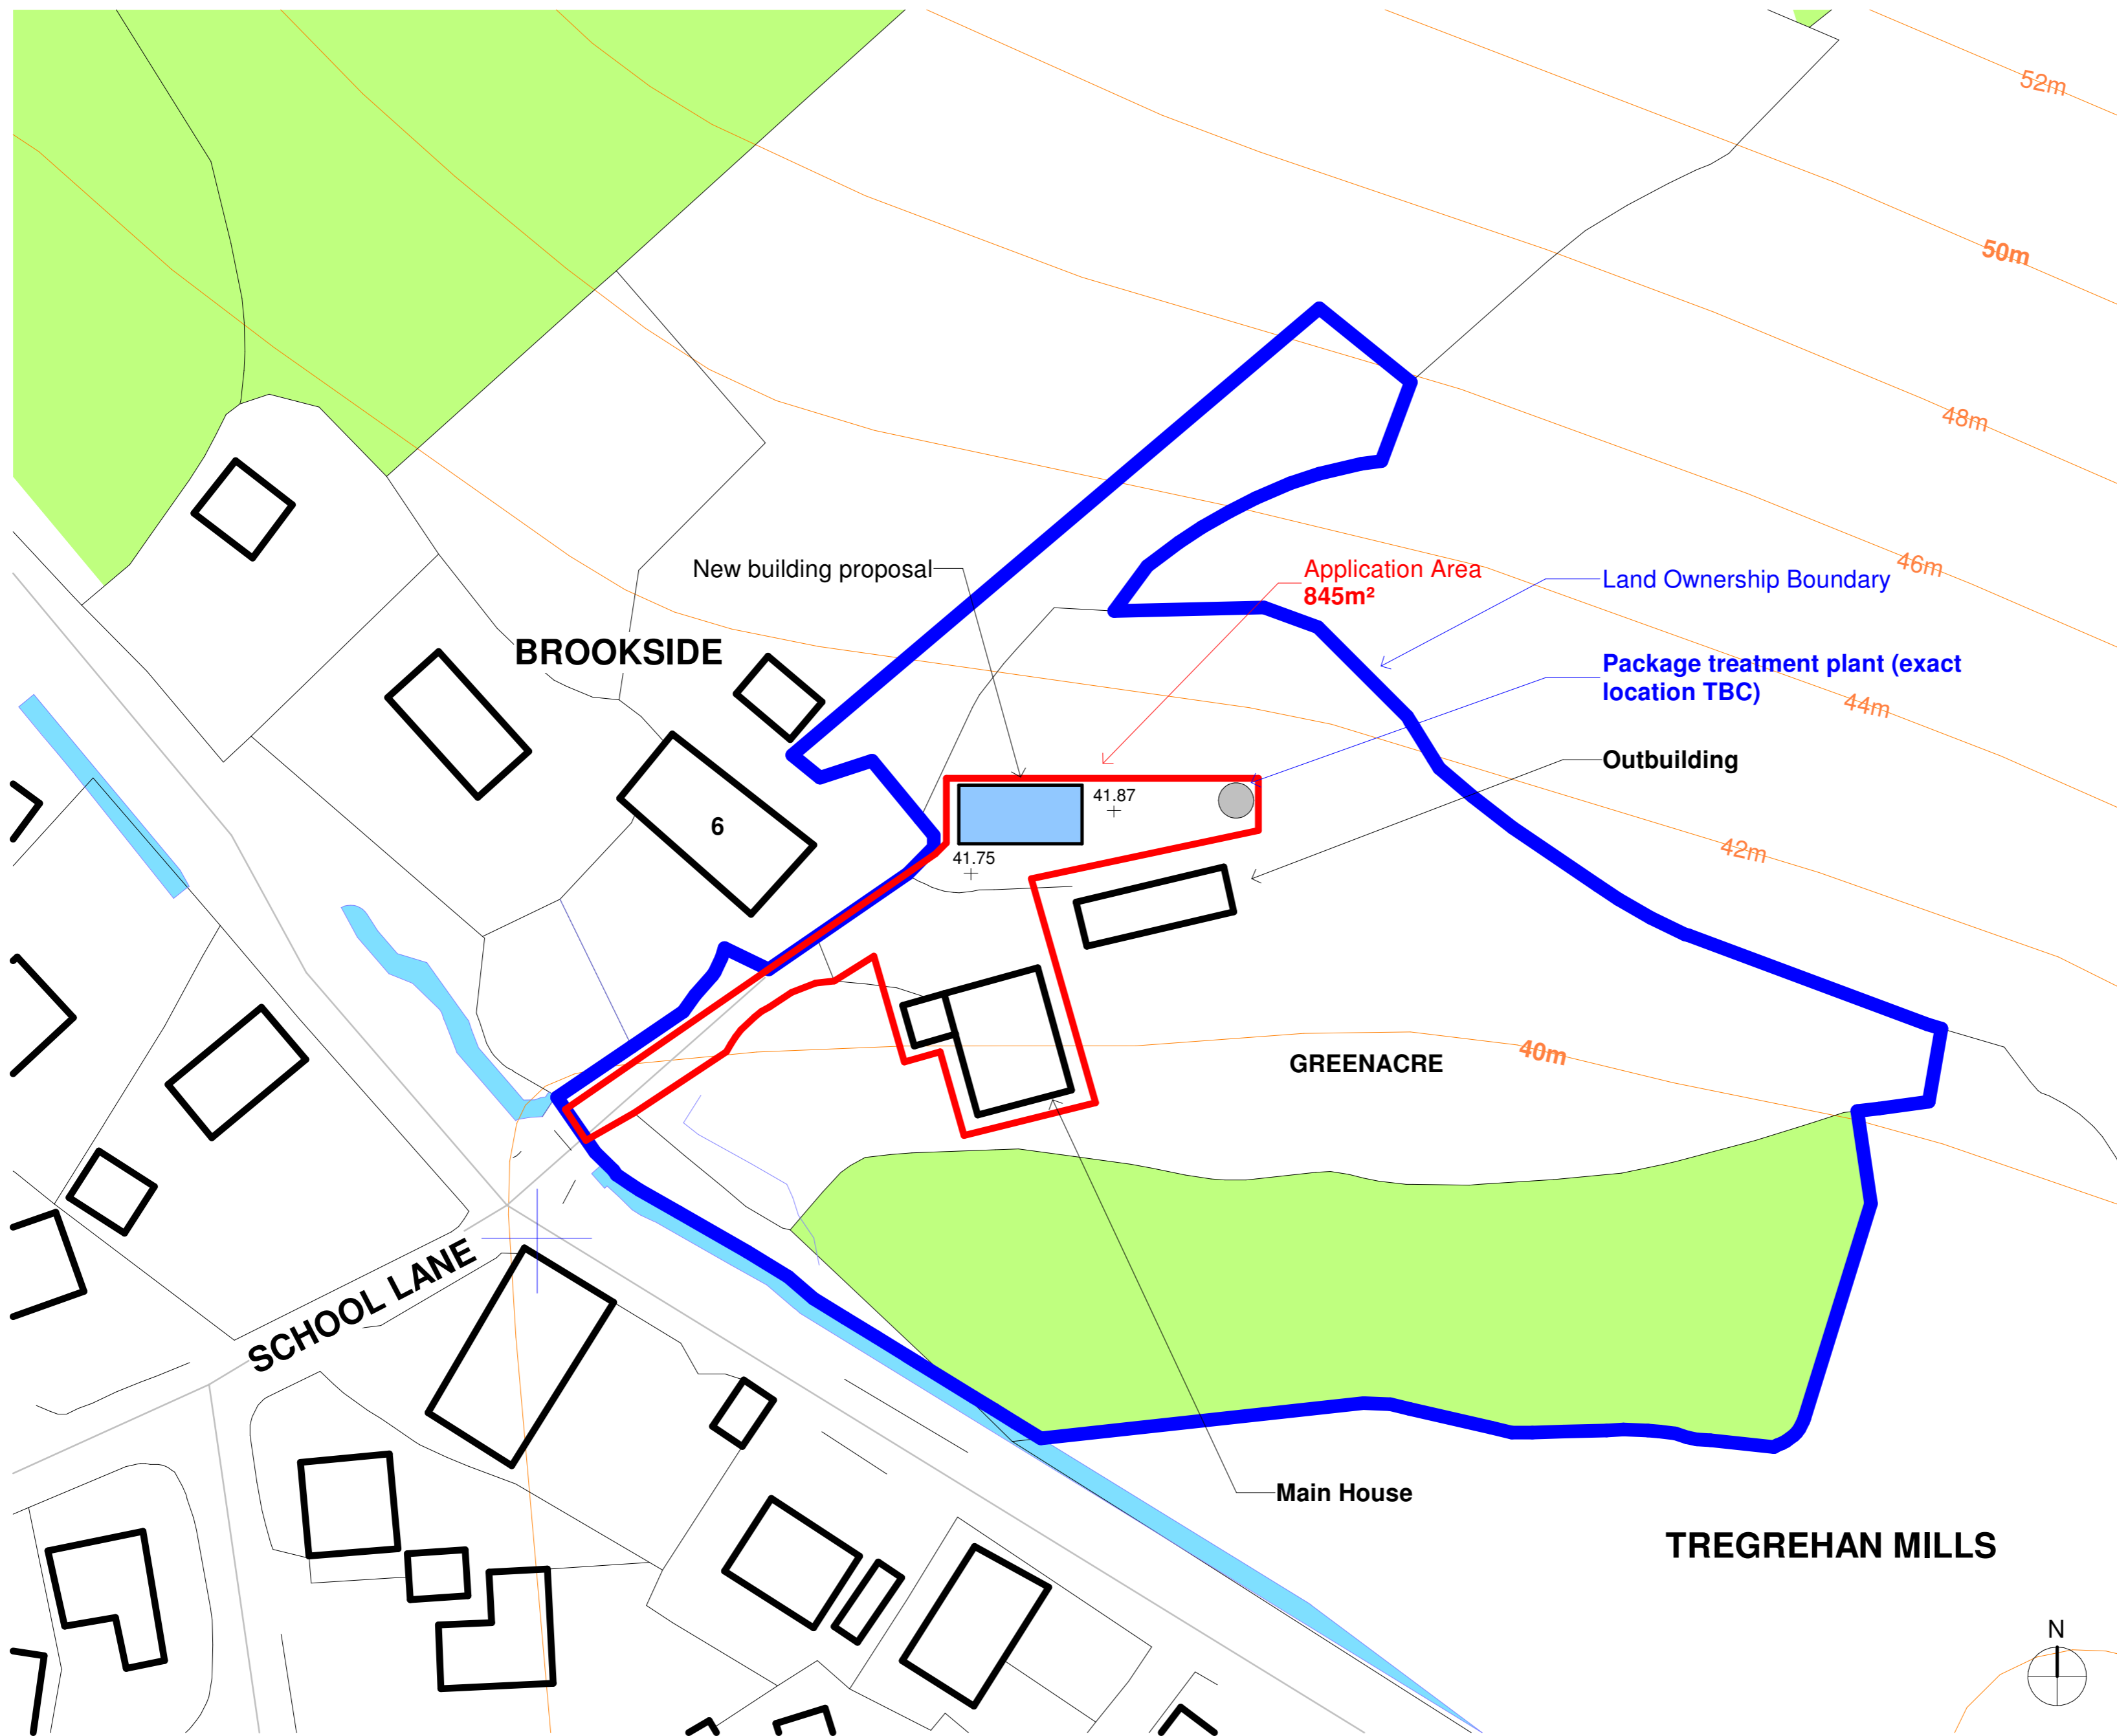 52m
50m
48m
New building proposal
Application Area
845m²
46m
Land Ownership Boundary
BROOKSIDE
Package treatment plant (exact
location TBC)
44m
Outbuilding
41.87
6
42m
41.75
40m
GREENACRE
SCHOOL LANE
Main House
TREGREHAN MILLS
N